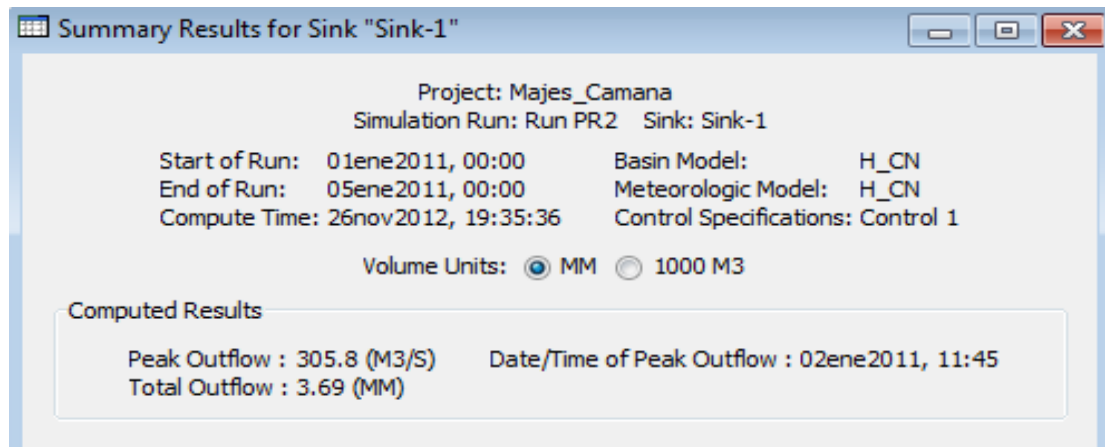 Summary Results for Sink "Sink-1"
Project: Majes_Camana
Simulation Run: Run PR2 Sink: Sink-1
Start of Run: 01ene2011, 00:00 Basin Model: H_CN
End of Run: 05ene2011, 00:00 Meteorologic Model: H_CN
Compute Time: 26nov2012, 19:35:36 Control Specifications: Control 1
Volume Units: MM 1000 M3
Computed Results
Peak Outflow : 305.8 (M3/S) Date/Time of Peak Outflow : 02ene2011, 11:45
Total Outflow : 3.69 (MM)